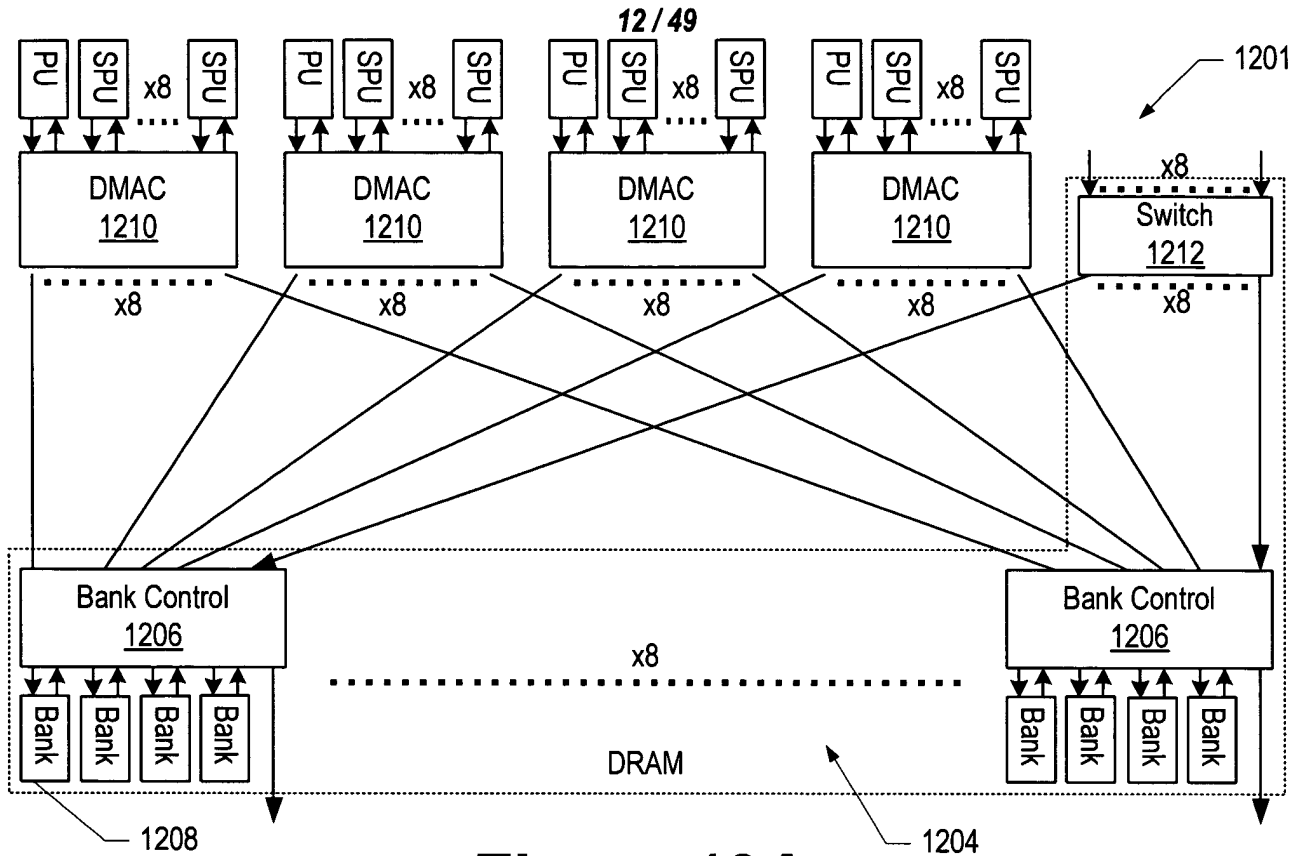 12 / 49
PU SPU x8 SPU PU SPU x8 SPU PU SPU x8 SPU PU SPU x8 SPU
1201
DMAC DMAC DMAC DMAC
1210 1210 1210 1210
x8
Switch
1212
x8 x8 x8 x8 x8
Bank Control Bank Control
1206 1206
x8
Bank Bank Bank Bank Bank Bank Bank Bank
DRAM
1208 1204